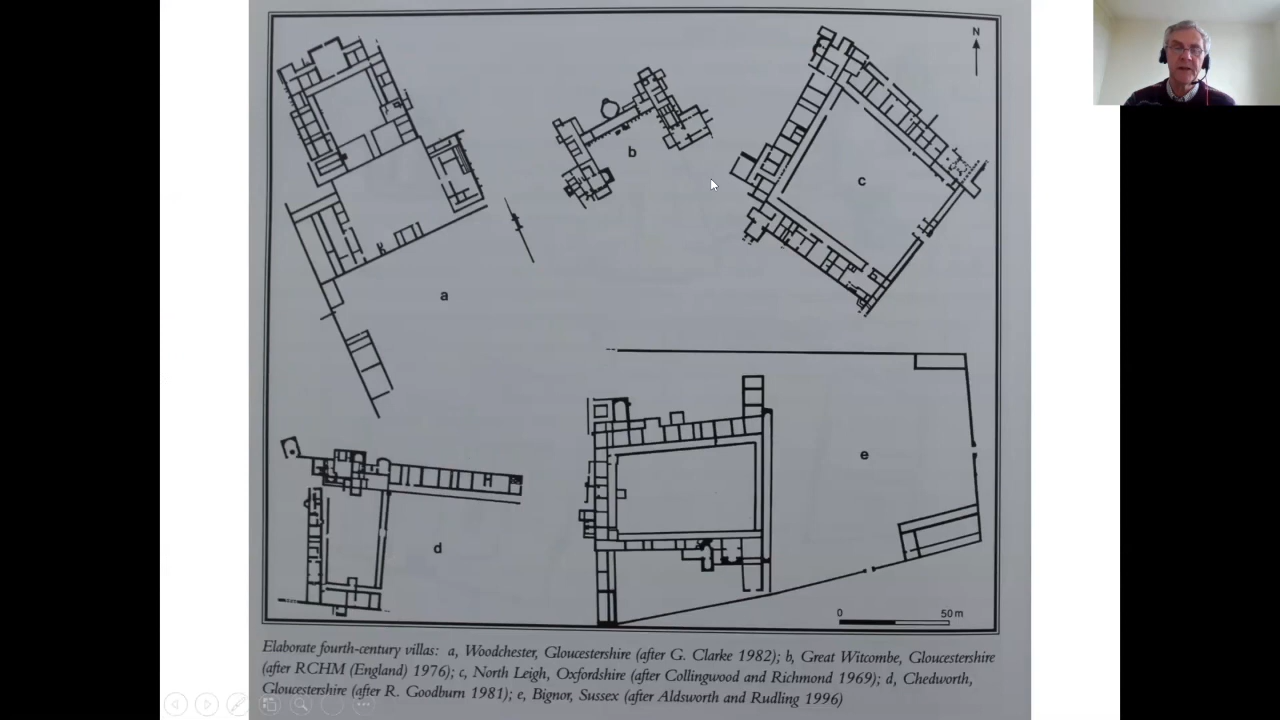 N
b
c
a
e
d
0 50 m
Elaborate fourth-century villas: a, Woodchester, Gloucestershire (after G. Clarke 1982); b, Great Witcombe, Gloucestershire
(after RCHM (England) 1976); c, North Leigh, Oxfordshire (after Collingwood and Richmond 1969); d, Chedworth,
Gloucestershire (after R. Goodburn 1981); e, Bignor, Sussex (after Aldsworth and Rudling 1996)